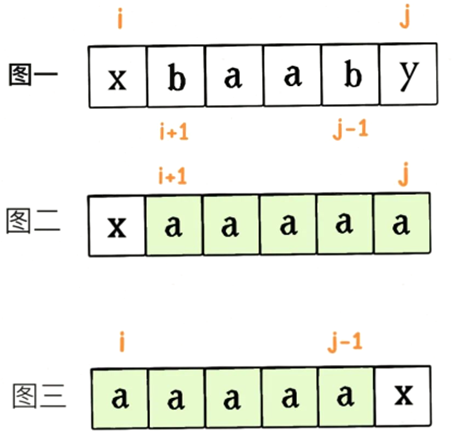 i j
图一 x b a a b y
i+1 j-1
i+1 j
图二 x a a a a a
i j-1
图三 a a a a a x